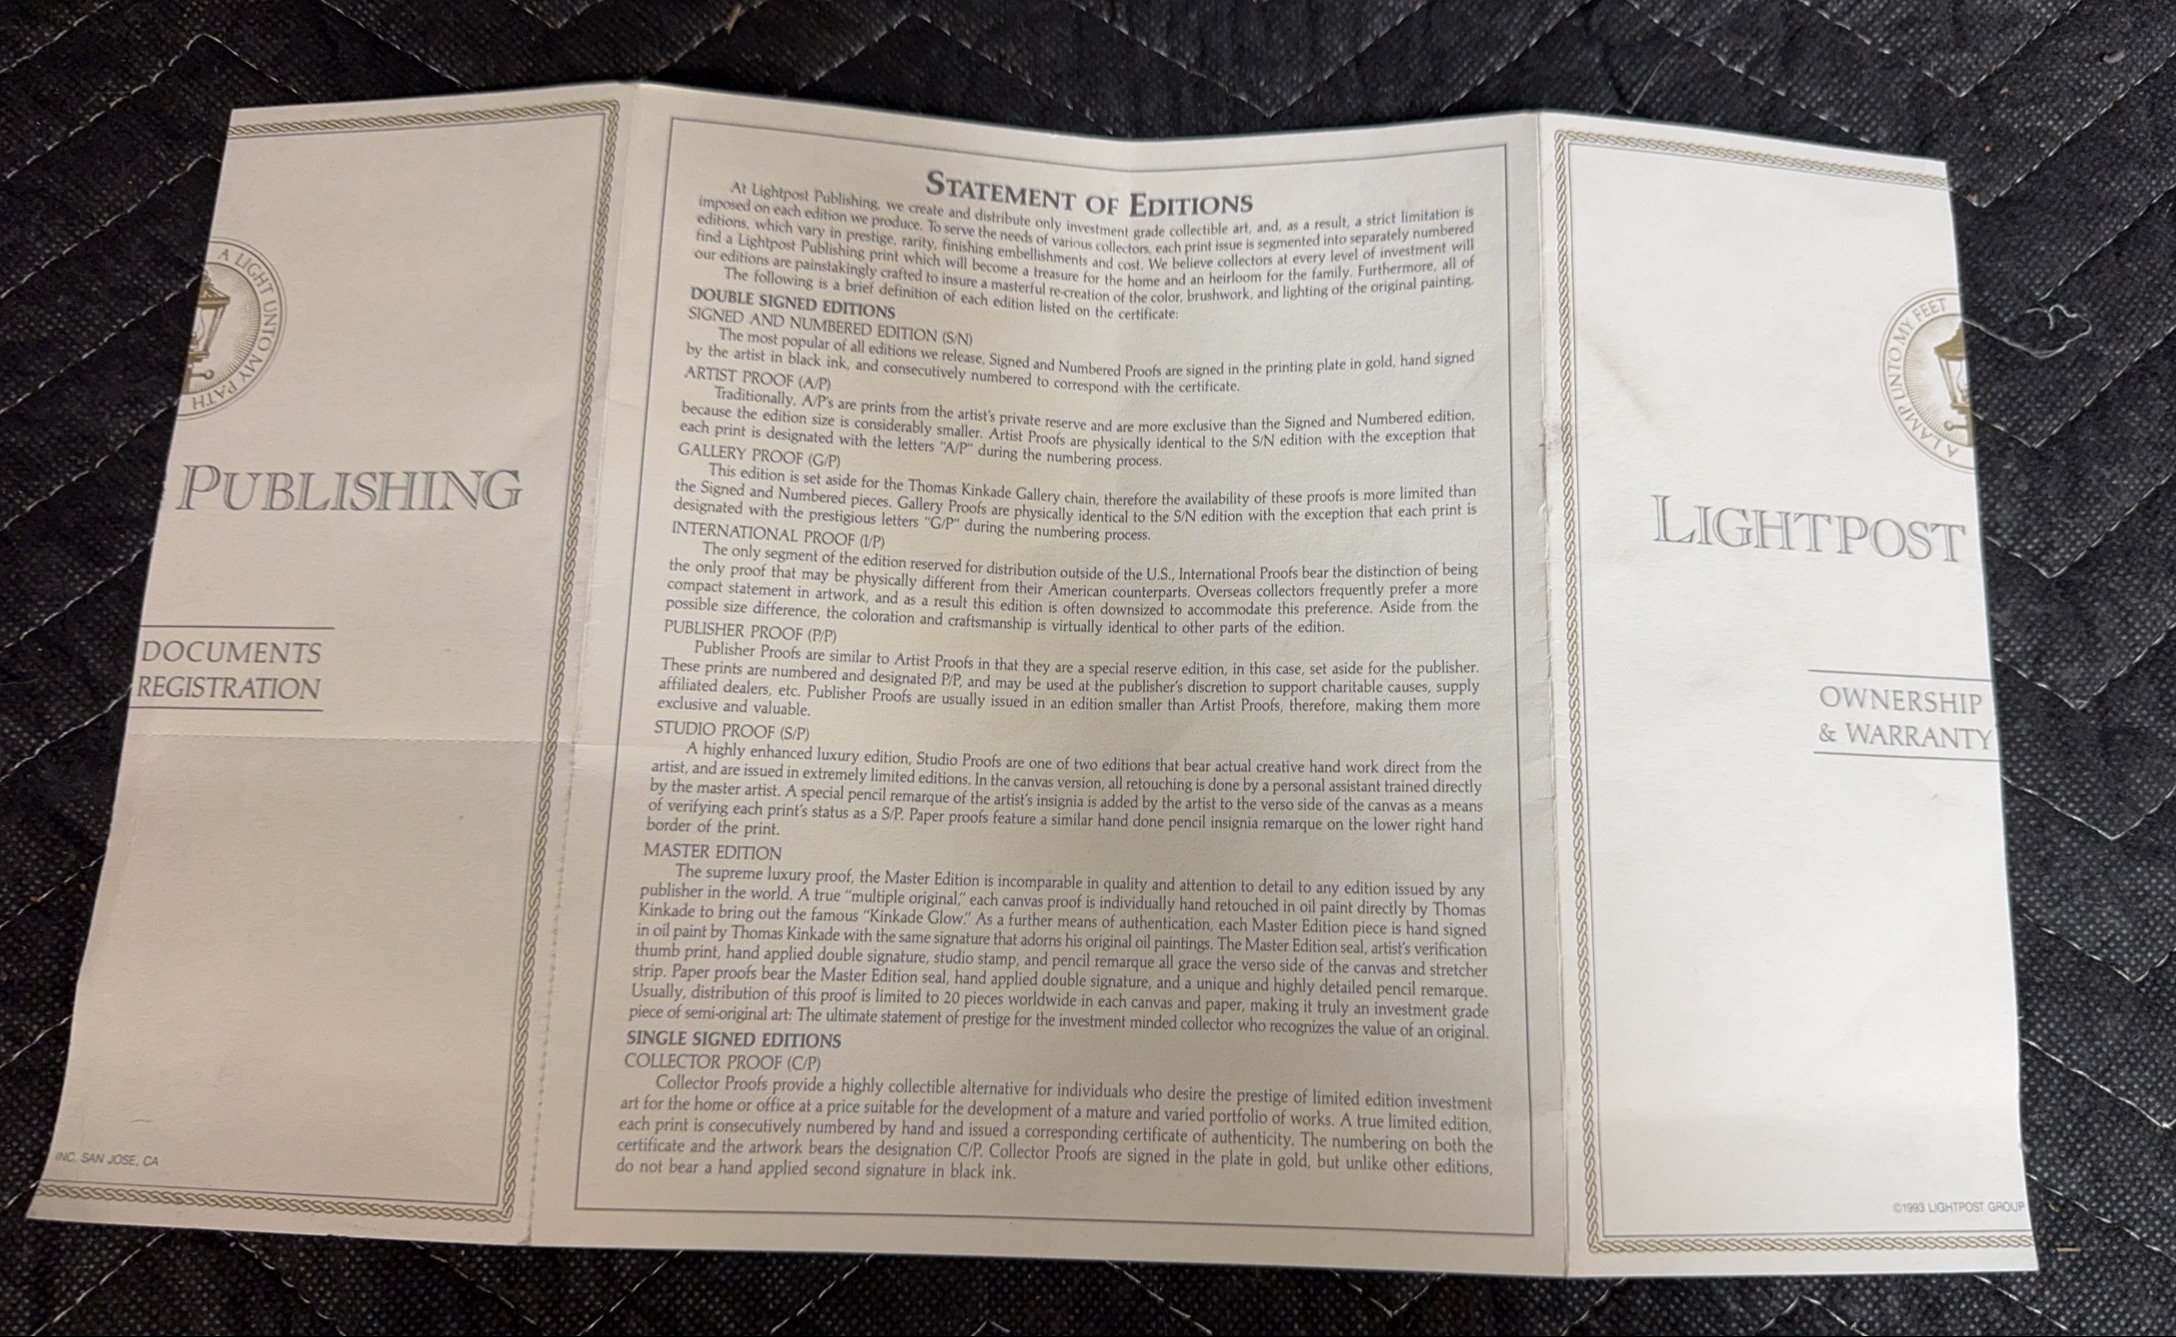 A LIGHT UNTO MY PATH
PUBLISHING
DOCUMENTS
REGISTRATION
INC. SAN JOSE, CA
STATEMENT OF EDITIONS
At Lightpost Publishing, we create and distribute only investment grade collectible art, and, as a result, a strict limitation is
imposed on each edition we produce. To serve the needs of various collectors, each print issue is segmented into separately numbered
editions, which vary in prestige, rarity, finishing embellishments and cost. We believe collectors at every level of investment will
find a Lightpost Publishing print which will become a treasure for the home and an heirloom for the family. Furthermore, all of
our editions are painstakingly crafted to insure a masterful re-creation of the color, brushwork, and lighting of the original painting.
The following is a brief definition of each edition listed on the certificate:
DOUBLE SIGNED EDITIONS
SIGNED AND NUMBERED EDITION (S/N)
The most popular of all editions we release, Signed and Numbered Proofs are signed in the printing plate in gold, hand signed
by the artist in black ink, and consecutively numbered to correspond with the certificate.
ARTIST PROOF (A/P)
Traditionally, A/P's are prints from the artist's private reserve and are more exclusive than the Signed and Numbered edition,
because the edition size is considerably smaller. Artist Proofs are physically identical to the S/N edition with the exception that
each print is designated with the letters "A/P" during the numbering process.
GALLERY PROOF (G/P)
This edition is set aside for the Thomas Kinkade Gallery chain, therefore the availability of these proofs is more limited than
the Signed and Numbered pieces. Gallery Proofs are physically identical to the S/N edition with the exception that each print is
designated with the prestigious letters "G/P" during the numbering process.
INTERNATIONAL PROOF (I/P)
The only segment of the edition reserved for distribution outside of the U.S., International Proofs bear the distinction of being
the only proof that may be physically different from their American counterparts. Overseas collectors frequently prefer a more
compact statement in artwork, and as a result this edition is often downsized to accommodate this preference. Aside from the
possible size difference, the coloration and craftsmanship is virtually identical to other parts of the edition.
PUBLISHER PROOF (P/P)
Publisher Proofs are similar to Artist Proofs in that they are a special reserve edition, in this case, set aside for the publisher.
These prints are numbered and designated P/P, and may be used at the publisher's discretion to support charitable causes, supply
affiliated dealers, etc. Publisher Proofs are usually issued in an edition smaller than Artist Proofs, therefore, making them more
exclusive and valuable.
STUDIO PROOF (S/P)
A highly enhanced luxury edition, Studio Proofs are one of two editions that bear actual creative hand work direct from the
artist, and are issued in extremely limited editions. In the canvas version, all retouching is done by a personal assistant trained directly
by the master artist. A special pencil remarque of the artist's insignia is added by the artist to the verso side of the canvas as a means
of verifying each print's status as a S/P. Paper proofs feature a similar hand done pencil insignia remarque on the lower right hand
border of the print.
MASTER EDITION
The supreme luxury proof, the Master Edition is incomparable in quality and attention to detail to any edition issued by any
publisher in the world. A true "multiple original," each canvas proof is individually hand retouched in oil paint directly by Thomas
Kinkade to bring out the famous "Kinkade Glow." As a further means of authentication, each Master Edition piece is hand signed
in oil paint by Thomas Kinkade with the same signature that adorns his original oil paintings. The Master Edition seal, artist's verification
thumb print, hand applied double signature, studio stamp, and pencil remarque all grace the verso side of the canvas and stretcher
strip. Paper proofs bear the Master Edition seal, hand applied double signature, and a unique and highly detailed pencil remarque.
Usually, distribution of this proof is limited to 20 pieces worldwide in each canvas and paper, making it truly an investment grade
piece of semi-original art: The ultimate statement of prestige for the investment minded collector who recognizes the value of an original.
SINGLE SIGNED EDITIONS
COLLECTOR PROOF (C/P)
Collector Proofs provide a highly collectible alternative for individuals who desire the prestige of limited edition investment
art for the home or office at a price suitable for the development of a mature and varied portfolio of works. A true limited edition,
each print is consecutively numbered by hand and issued a corresponding certificate of authenticity. The numbering on both the
certificate and the artwork bears the designation C/P. Collector Proofs are signed in the plate in gold, but unlike other editions,
do not bear a hand applied second signature in black ink.
A LAMP UNTO MY FEET
LIGHTPOST
OWNERSHIP
& WARRANTY
©1993 LIGHTPOST GROUP